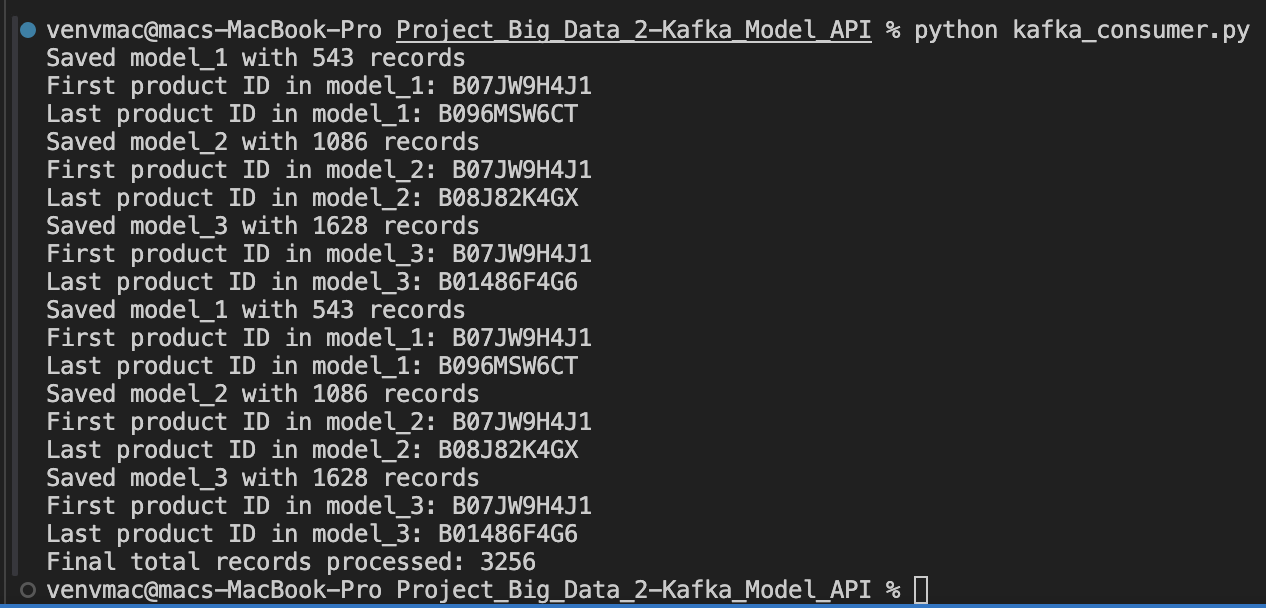 venvmac@macs-MacBook-Pro Project_Big_Data_2-Kafka_Model_API % python kafka_consumer.py
Saved model_1 with 543 records
First product ID in model_1: B07JW9H4J1
Last product ID in model_1: B096MSW6CT
Saved model_2 with 1086 records
First product ID in model_2: B07JW9H4J1
Last product ID in model_2: B08J82K4GX
Saved model_3 with 1628 records
First product ID in model_3: B07JW9H4J1
Last product ID in model_3: B01486F4G6
Saved model_1 with 543 records
First product ID in model_1: B07JW9H4J1
Last product ID in model_1: B096MSW6CT
Saved model_2 with 1086 records
First product ID in model_2: B07JW9H4J1
Last product ID in model_2: B08J82K4GX
Saved model_3 with 1628 records
First product ID in model_3: B07JW9H4J1
Last product ID in model_3: B01486F4G6
Final total records processed: 3256
venvmac@macs-MacBook-Pro Project_Big_Data_2-Kafka_Model_API %